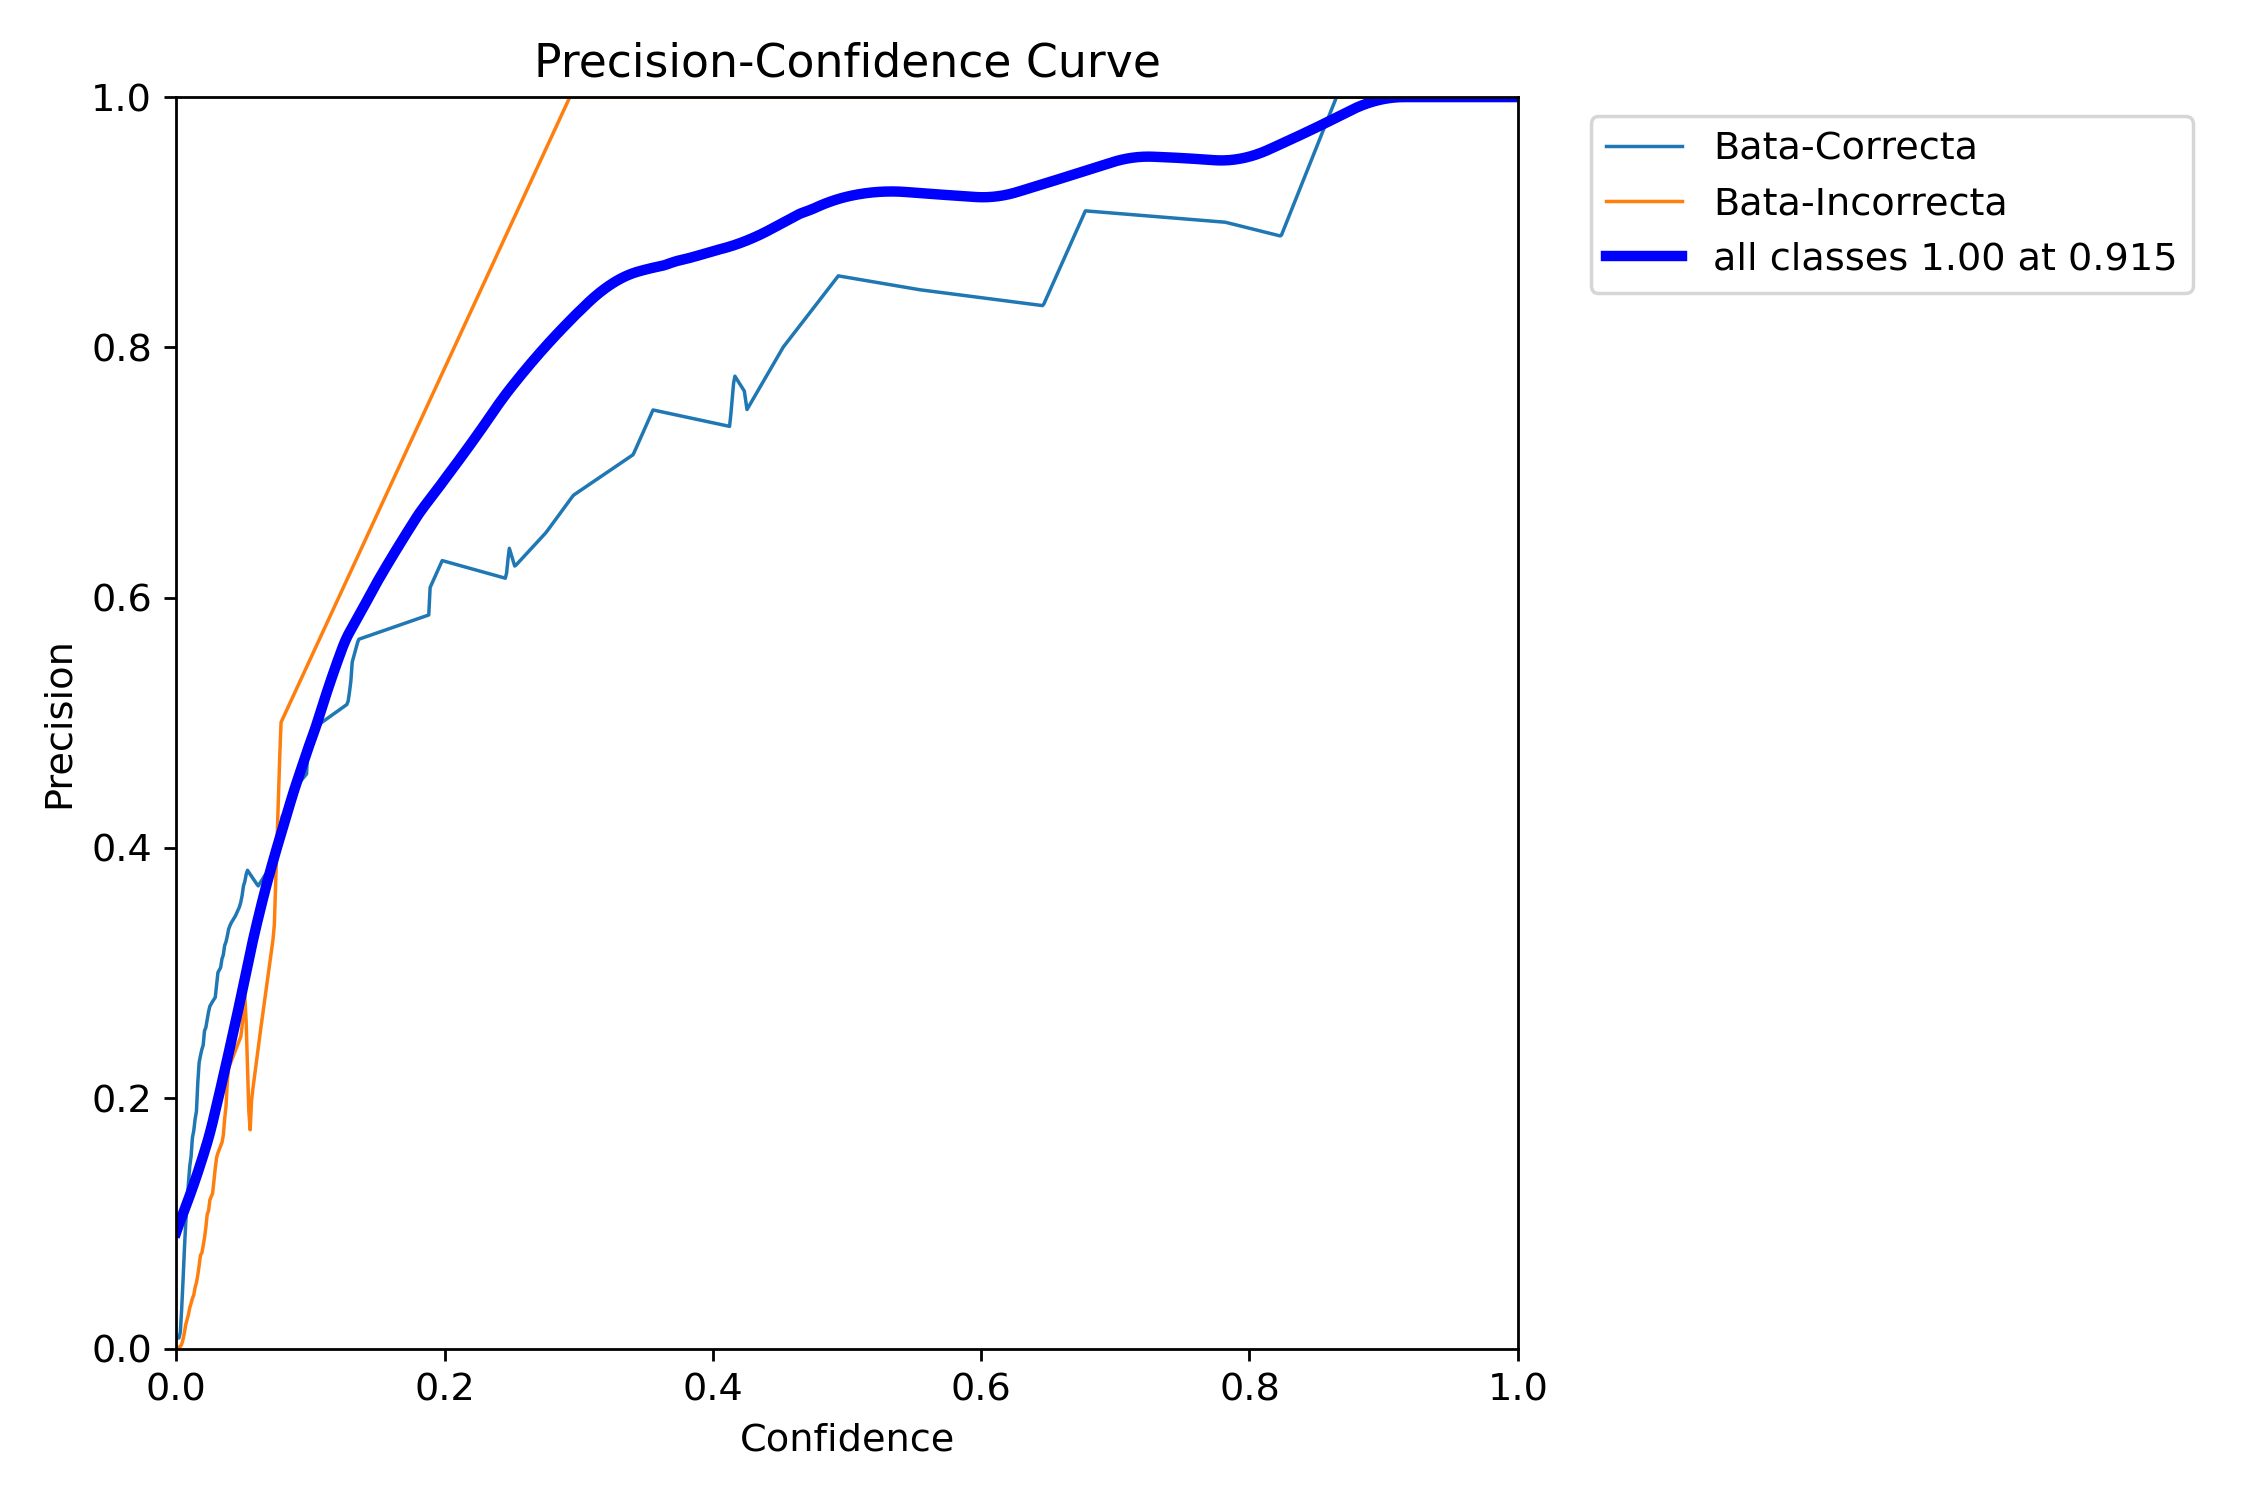 Precision-Confidence Curve
1.0
0.8
0.6
0.4
0.2
0.0
Precision
0.0 0.2 0.4 0.6 0.8 1.0
Confidence
Bata-Correcta
Bata-Incorrecta
all classes 1.00 at 0.915